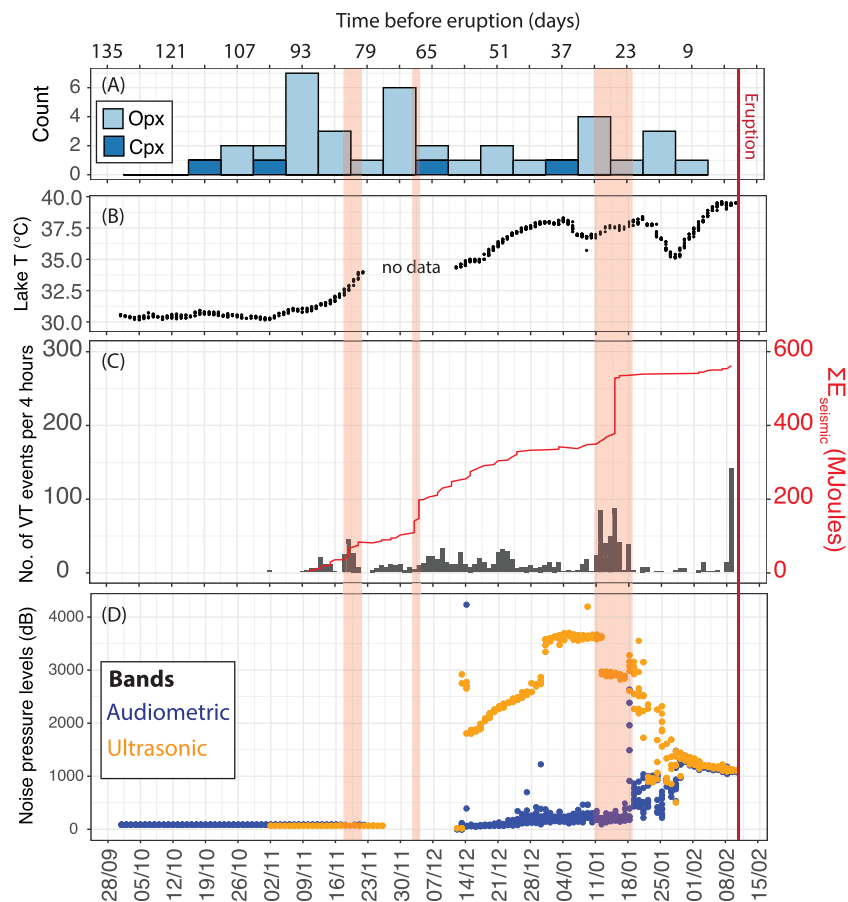 Time before eruption (days)
135 121 107 93 79 65 51 37 23 9
(A)
Count
6
4
2
0
Opx
Cpx
Eruption
(B)
Lake T (°C)
40.0
37.5
35.0
32.5
30.0
no data
(C)
No. of VT events per 4 hours
300
200
100
0
600
400
200
0
ΣEseismic (MJoules)
(D)
Noise pressure levels (dB)
4000
3000
2000
1000
0
Bands
Audiometric
Ultrasonic
28/09 05/10 12/10 19/10 26/10 02/11 09/11 16/11 23/11 30/11 07/12 14/12 21/12 28/12 04/01 11/01 18/01 25/01 02/02 08/02 15/02